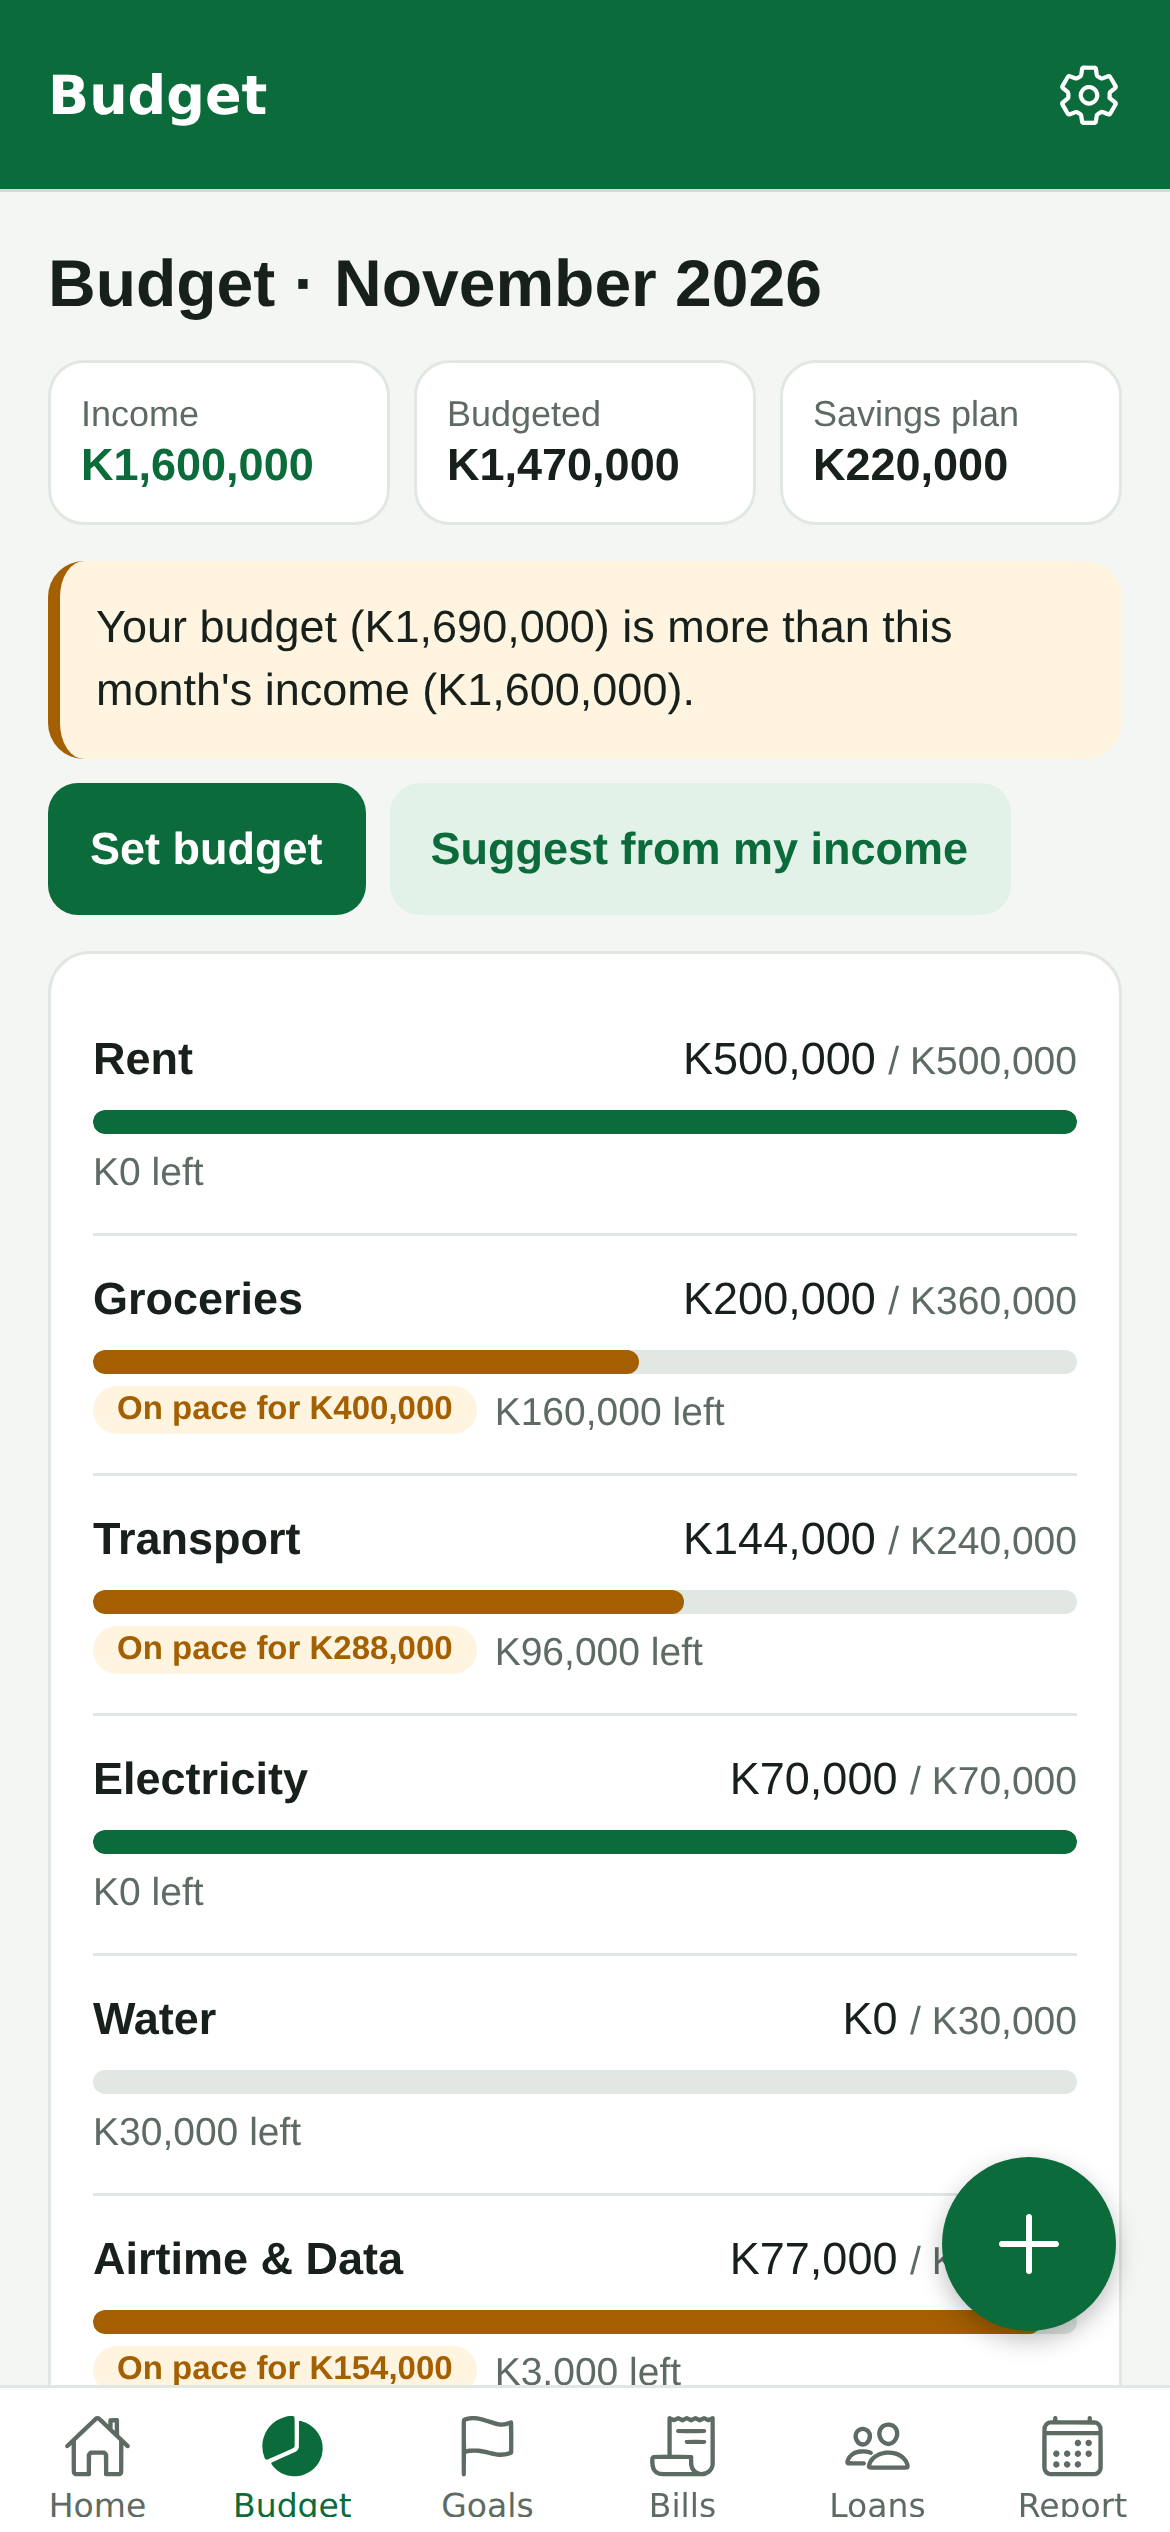 Budget
Budget · November 2026
Income
K1,600,000
Budgeted
K1,470,000
Savings plan
K220,000
Your budget (K1,690,000) is more than this
month's income (K1,600,000).
Set budget
Suggest from my income
Rent K500,000 / K500,000
K0 left
Groceries K200,000 / K360,000
On pace for K400,000 K160,000 left
Transport K144,000 / K240,000
On pace for K288,000 K96,000 left
Electricity K70,000 / K70,000
K0 left
Water K0 / K30,000
K30,000 left
Airtime & Data K77,000 /
On pace for K154,000 K3,000 left
Home Budget Goals Bills Loans Report